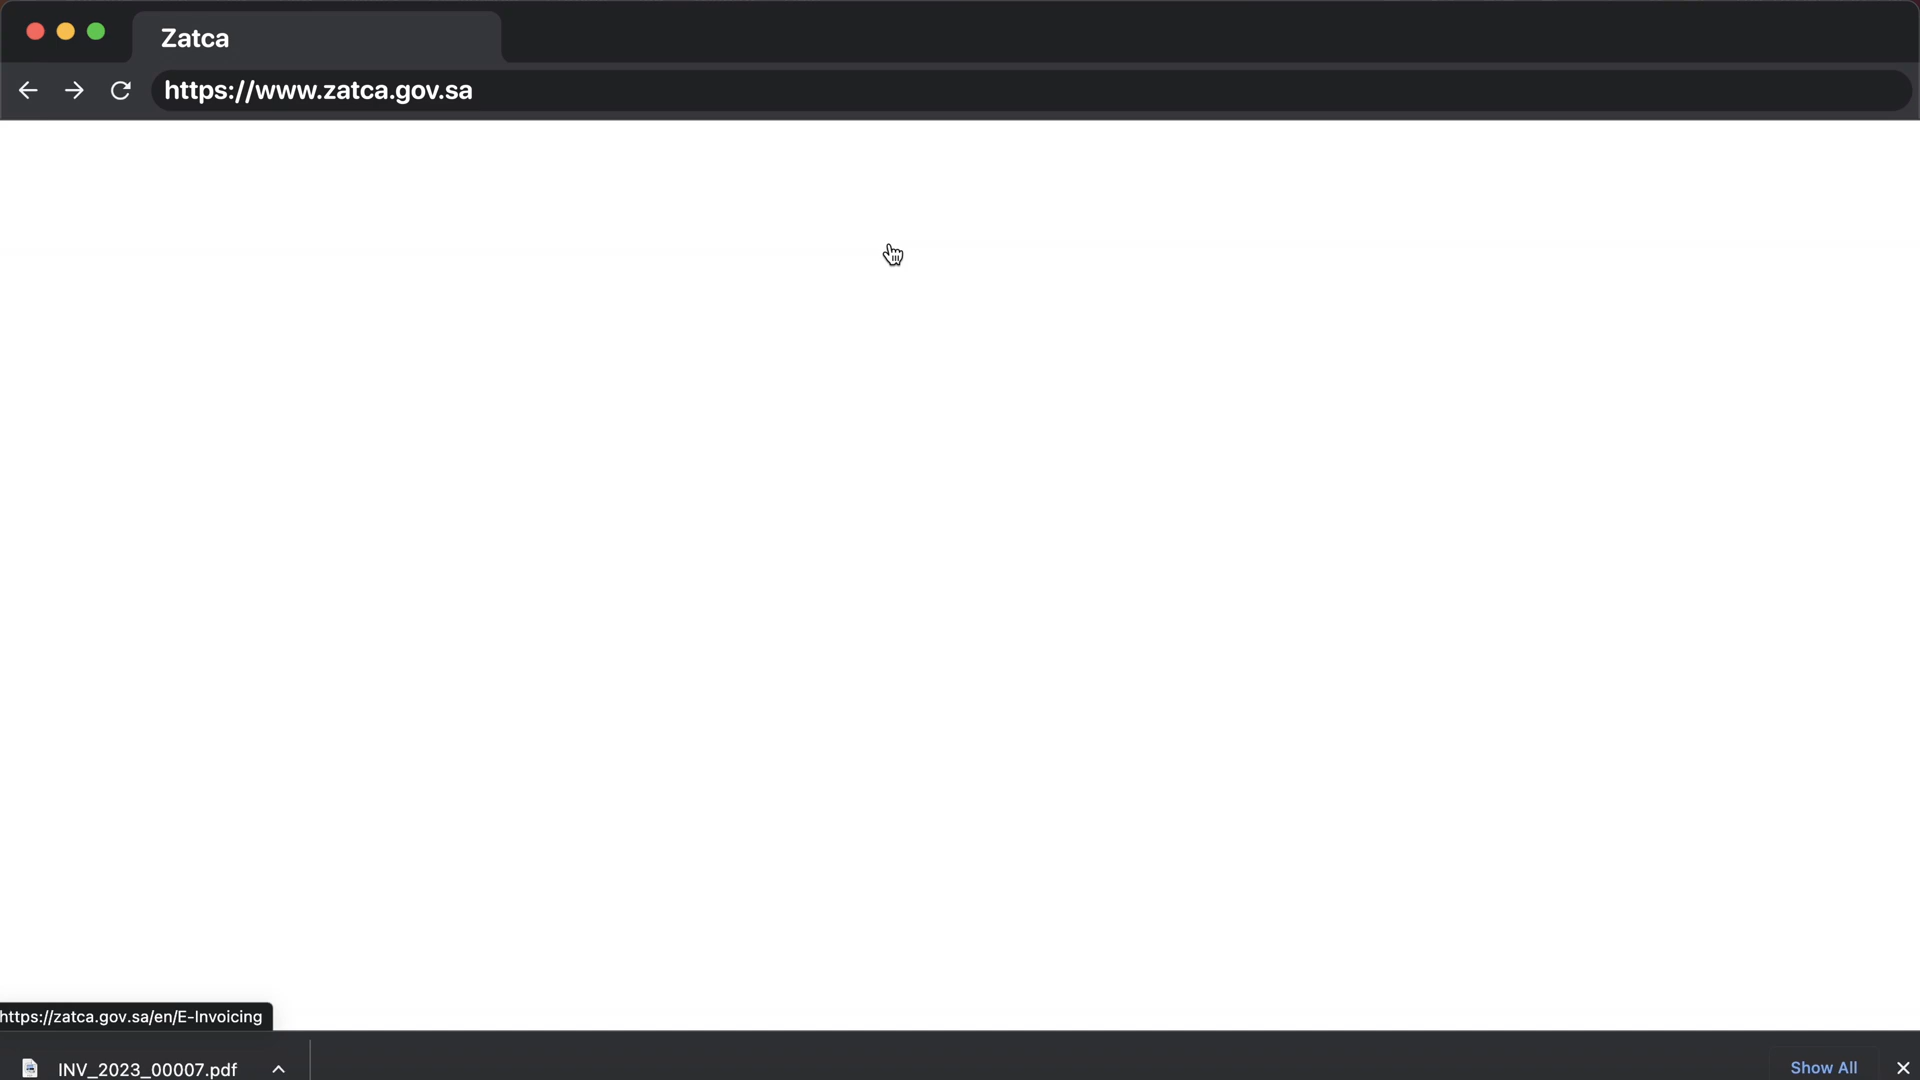 Zatca
https://www.zatca.gov.sa
https://zatca.gov.sa/en/E-Invoicing
INV_2023_00007.pdf
Show All